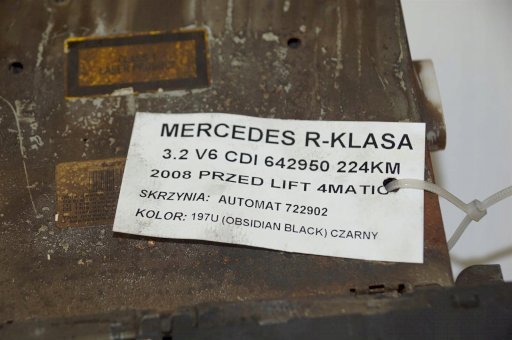 MERCEDES R-KLASA
3.2 V6 CDI 642950 224KM
2008 PRZED LIFT 4MATIC
SKRZYNIA: AUTOMAT 722902
KOLOR: 197U (OBSIDIAN BLACK) CZARNY